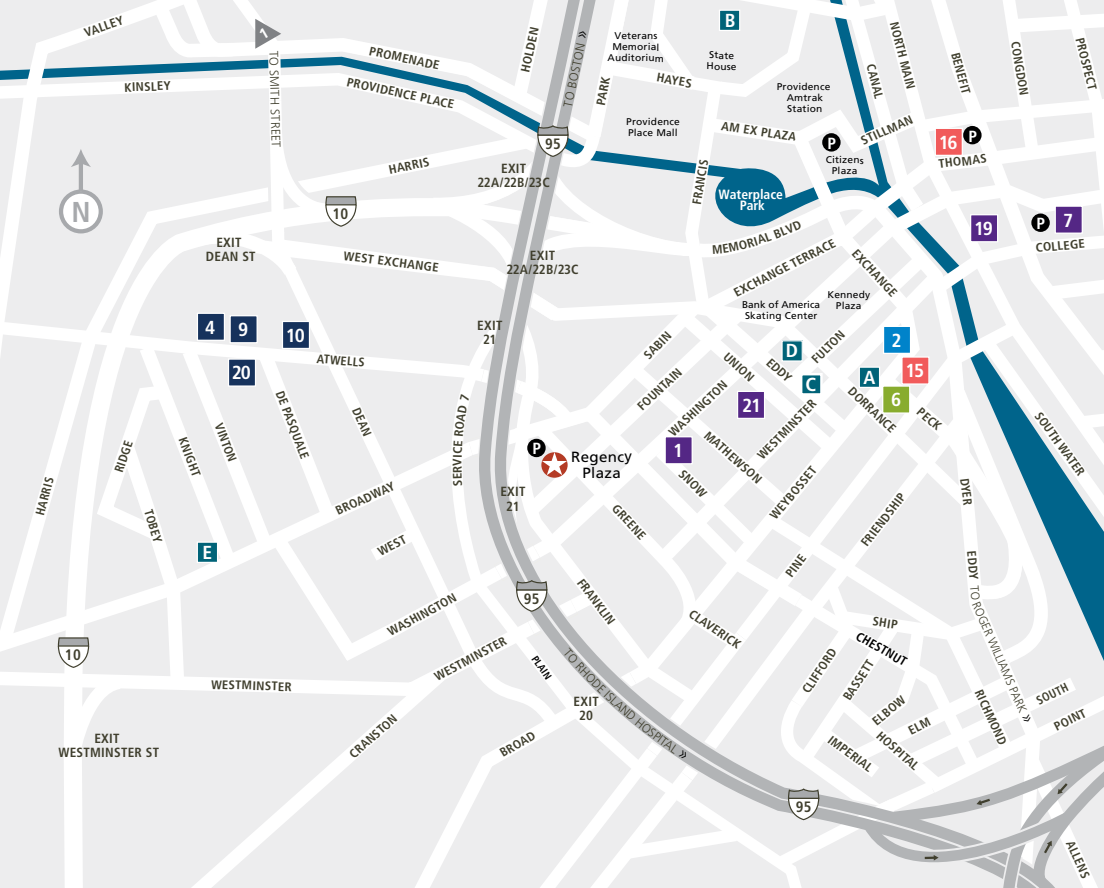 VALLEY
1
TO SMITH STREET
KINSLEY
PROMENADE
PROVIDENCE PLACE
HOLDEN
TO BOSTON »
PARK
Veterans
Memorial
Auditorium
HAYES
B
State
House
Providence
Amtrak
Station
Providence
Place Mall
AM EX PLAZA
FRANCIS
CANAL
NORTH MAIN
BENEFIT
CONGDON
PROSPECT
STILLMAN
P
Citizens
Plaza
16
P
THOMAS
95
HARRIS
EXIT
22A/22B/23C
N
10
Waterplace
Park
19
P
7
COLLEGE
EXIT
DEAN ST
WEST EXCHANGE
EXIT
22A/22B/23C
MEMORIAL BLVD
EXCHANGE TERRACE
EXCHANGE
Kennedy
Plaza
Bank of America
Skating Center
4
9
10
20
ATWELLS
EXIT
21
SABIN
FOUNTAIN
UNION
EDDY
D
FULTON
C
2
15
A
6
DORRANCE
PECK
WASHINGTON
21
WESTMINSTER
MATHEWSON
1
SNOW
SOUTH WATER
DE PASQUALE
DEAN
VINTON
KNIGHT
RIDGE
TOBEY
HARRIS
SERVICE ROAD 7
P
Regency
Plaza
EXIT
21
BROADWAY
WEST
E
GREENE
WEYBOSSET
FRIENDSHIP
PINE
DYER
EDDY
TO ROGER WILLIAMS PARK »
95
FRANKLIN
CLAVERICK
WASHINGTON
WESTMINSTER
PLAIN
10
WESTMINSTER
EXIT
WESTMINSTER ST
CRANSTON
BROAD
EXIT
20
TO RHODE ISLAND HOSPITAL »
SHIP
CHESTNUT
CLIFFORD
BASSETT
ELBOW
ELM
HOSPITAL
IMPERIAL
RICHMOND
SOUTH
POINT
95
ALLENS